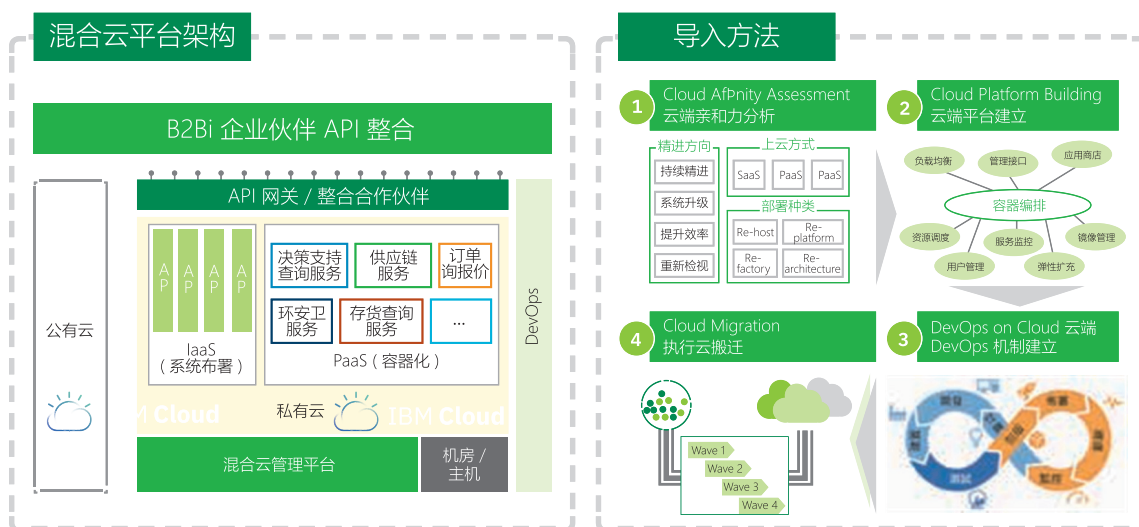 混合云平台架构
B2Bi 企业伙伴 API 整合
公有云
API 网关 / 整合合作伙伴
AP
AP
AP
AP
IaaS
（系统布署）
决策支持
查询服务
供应链
服务
订单
询报价
环安卫
服务
存货查询
服务
...
PaaS（容器化）
IBM Cloud
私有云
IBM Cloud
混合云管理平台
机房 /
主机
DevOps
导入方法
1
Cloud AfÞnity Assessment
云端亲和力分析
精进方向
持续精进
系统升级
提升效率
重新检视
上云方式
SaaS
PaaS
PaaS
部署种类
Re-host
Re-
platform
Re-
factory
Re-
architecture
2
Cloud Platform Building
云端平台建立
负载均衡
管理接口
应用商店
容器编排
资源调度
服务监控
镜像管理
用户管理
弹性扩充
4
Cloud Migration
执行云搬迁
Wave 1
Wave 2
Wave 3
Wave 4
3
DevOps on Cloud 云端
DevOps 机制建立
测试